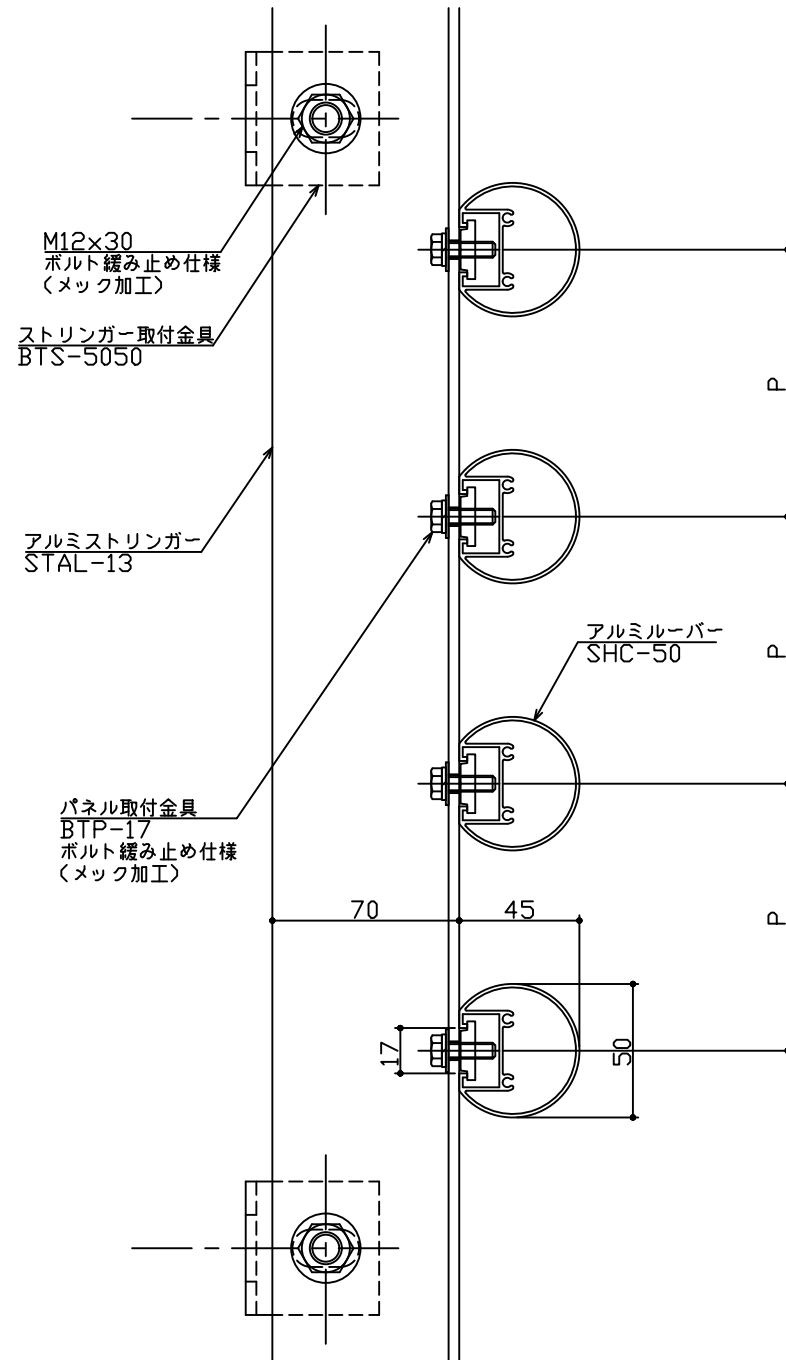 M12×30
ボルト緩み止め仕様
(メック加工)
ストリンガー取付金具
BTS-5050
P
アルミストリンガー
STAL-13
アルミルーバー
SHC-50
P
パネル取付金具
BTP-17
ボルト緩み止め仕様
(メック加工)
70
45
P
17
50